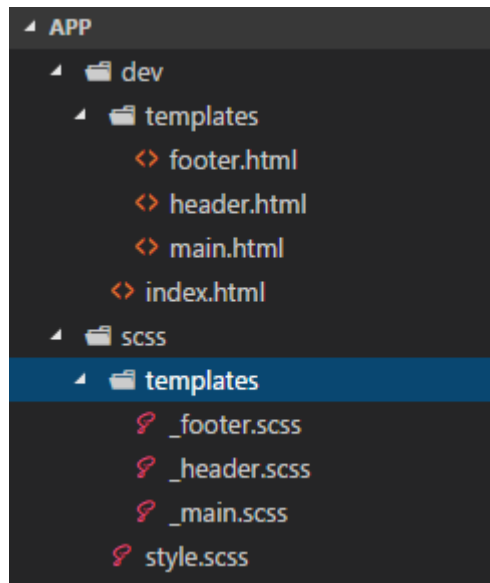 APP
dev
templates
footer.html
header.html
main.html
index.html
scss
templates
_footer.scss
_header.scss
_main.scss
style.scss